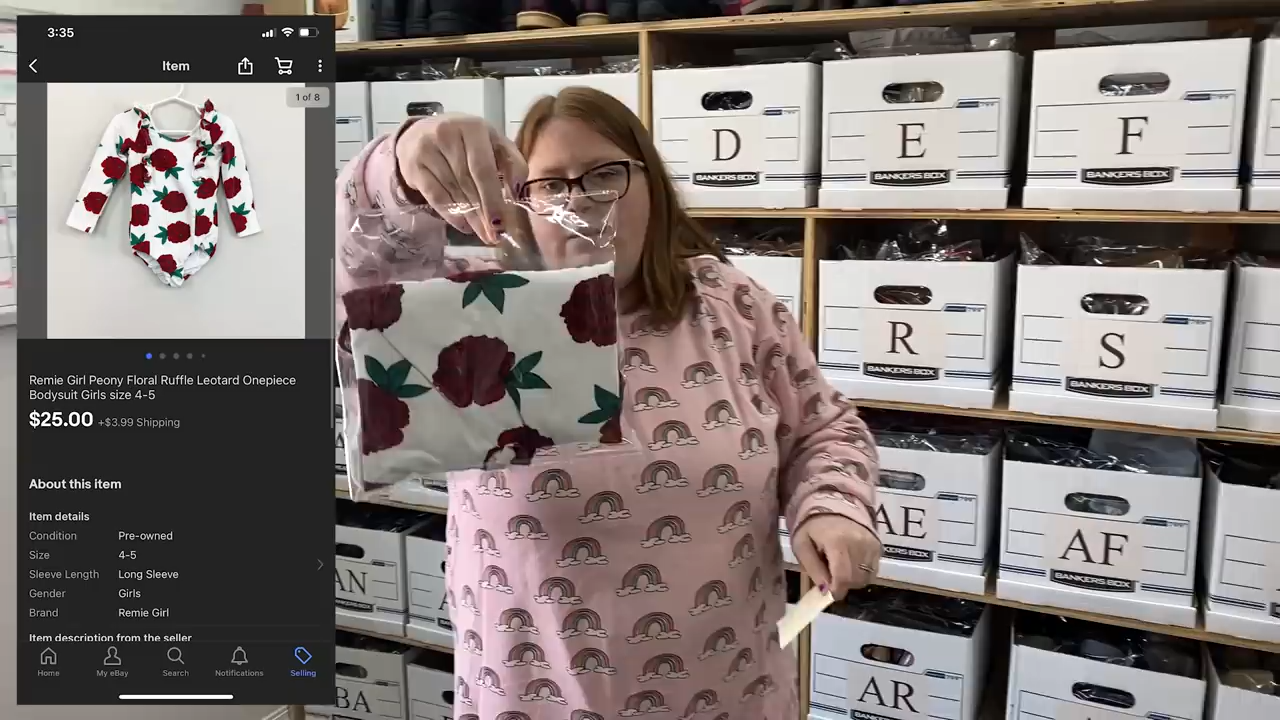 3:35
Item
1 of 8
Remie Girl Peony Floral Ruffle Leotard Onepiece
Bodysuit Girls size 4-5
$25.00 +$3.99 Shipping
About this item
Item details
Condition Pre-owned
Size 4-5
Sleeve Length Long Sleeve
Gender Girls
Brand Remie Girl
Item description from the seller
Home My eBay Search Notifications Selling
D
BANKERS BOX
E
BANKERS BOX
F
BANKERS BOX
R
BANKERS BOX
S
BANKERS BOX
AE
BANKERS BOX
AF
BANKERS BOX
AN
AR
BA